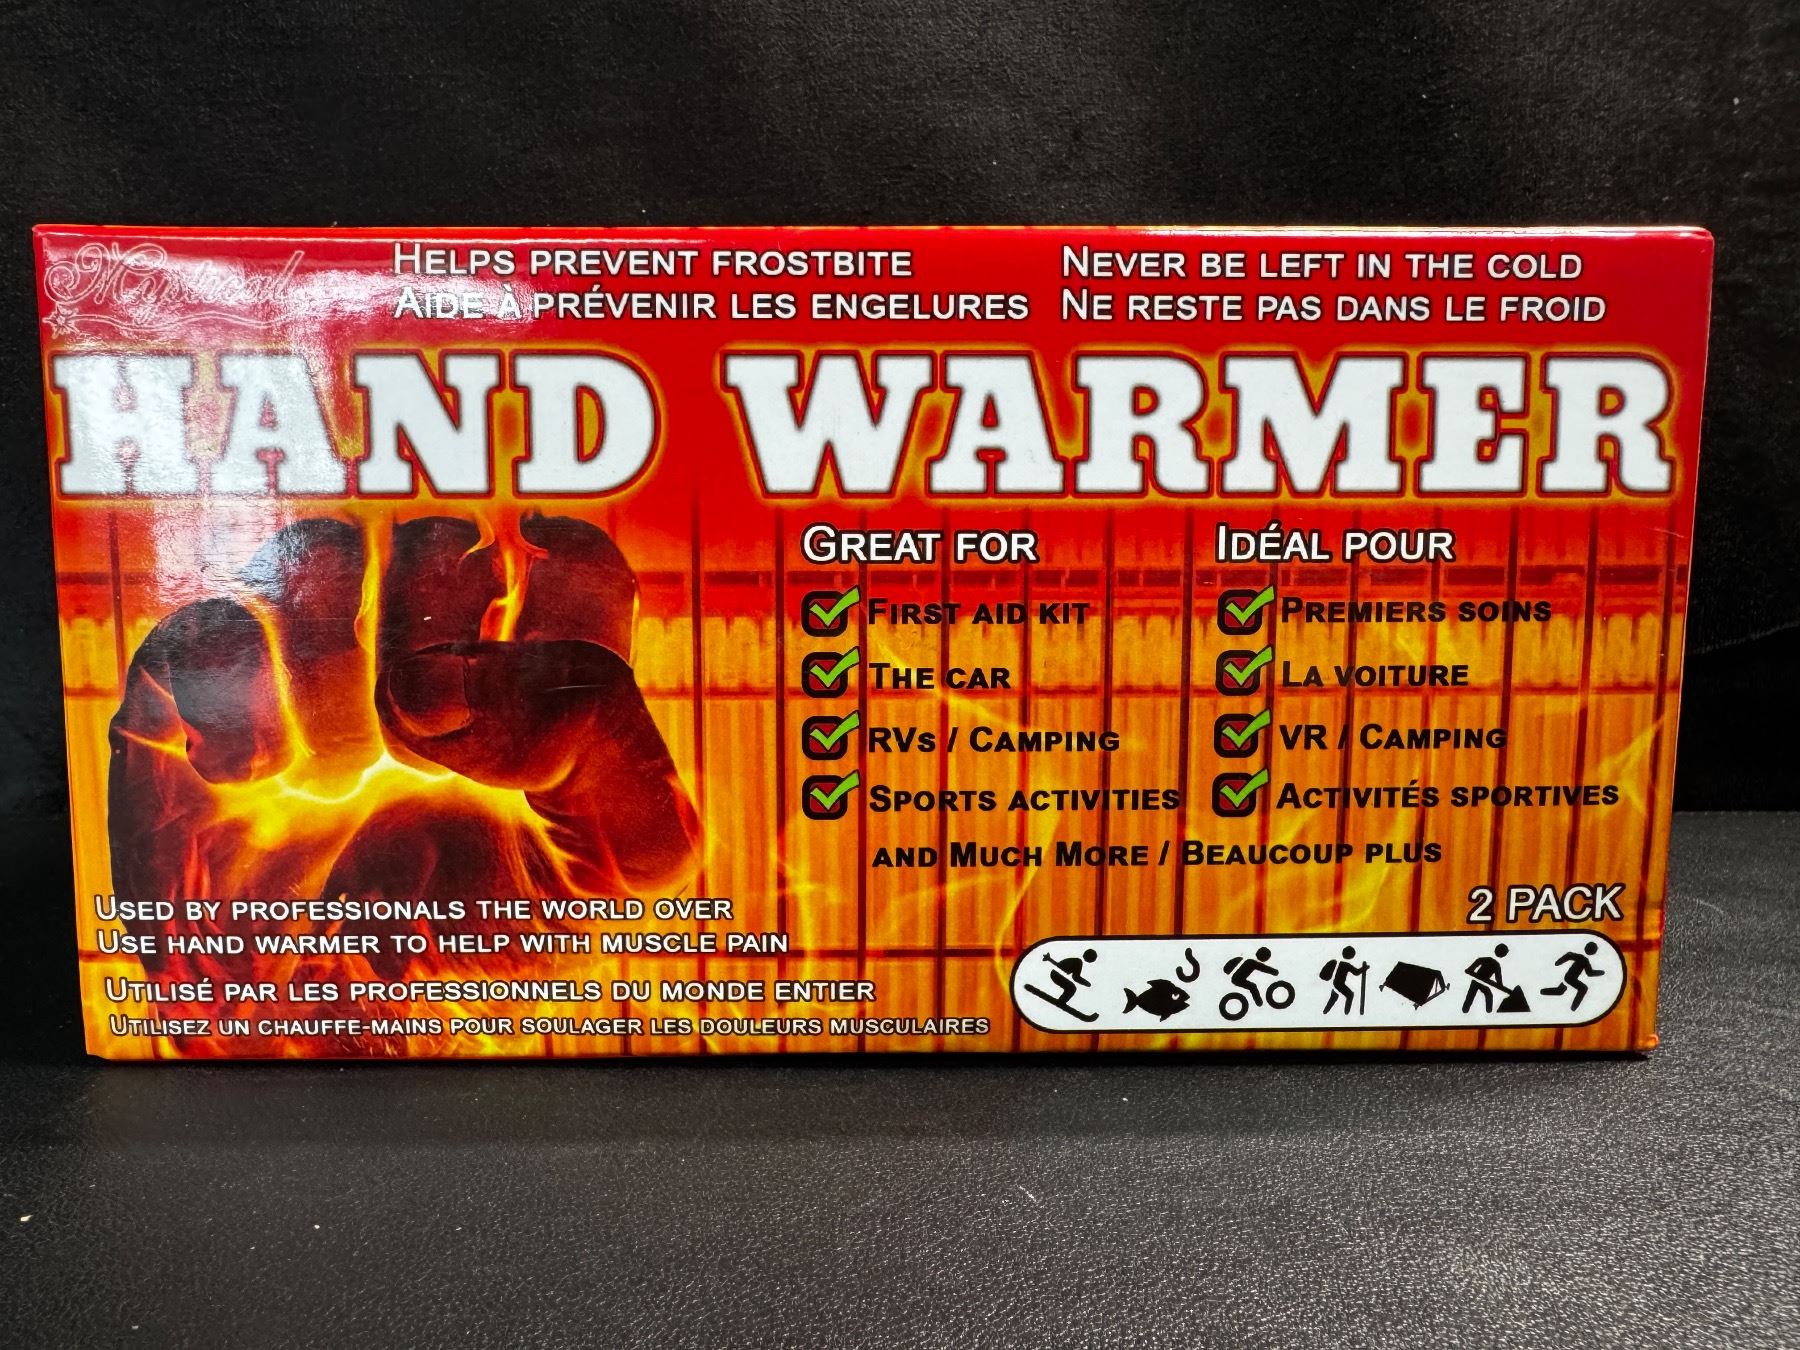 HELPS PREVENT FROSTBITE
AIDE À PRÉVENIR LES ENGELURES
NEVER BE LEFT IN THE COLD
NE RESTE PAS DANS LE FROID
HAND WARMER
GREAT FOR
FIRST AID KIT
THE CAR
RVS / CAMPING
SPORTS ACTIVITIES
IDÉAL POUR
PREMIERS SOINS
LA VOITURE
VR / CAMPING
ACTIVITÉS SPORTIVES
AND MUCH MORE / BEAUCOUP PLUS
2 PACK
USED BY PROFESSIONALS THE WORLD OVER
USE HAND WARMER TO HELP WITH MUSCLE PAIN
UTILISÉ PAR LES PROFESSIONNELS DU MONDE ENTIER
UTILISEZ UN CHAUFFE-MAINS POUR SOULAGER LES DOULEURS MUSCULAIRES